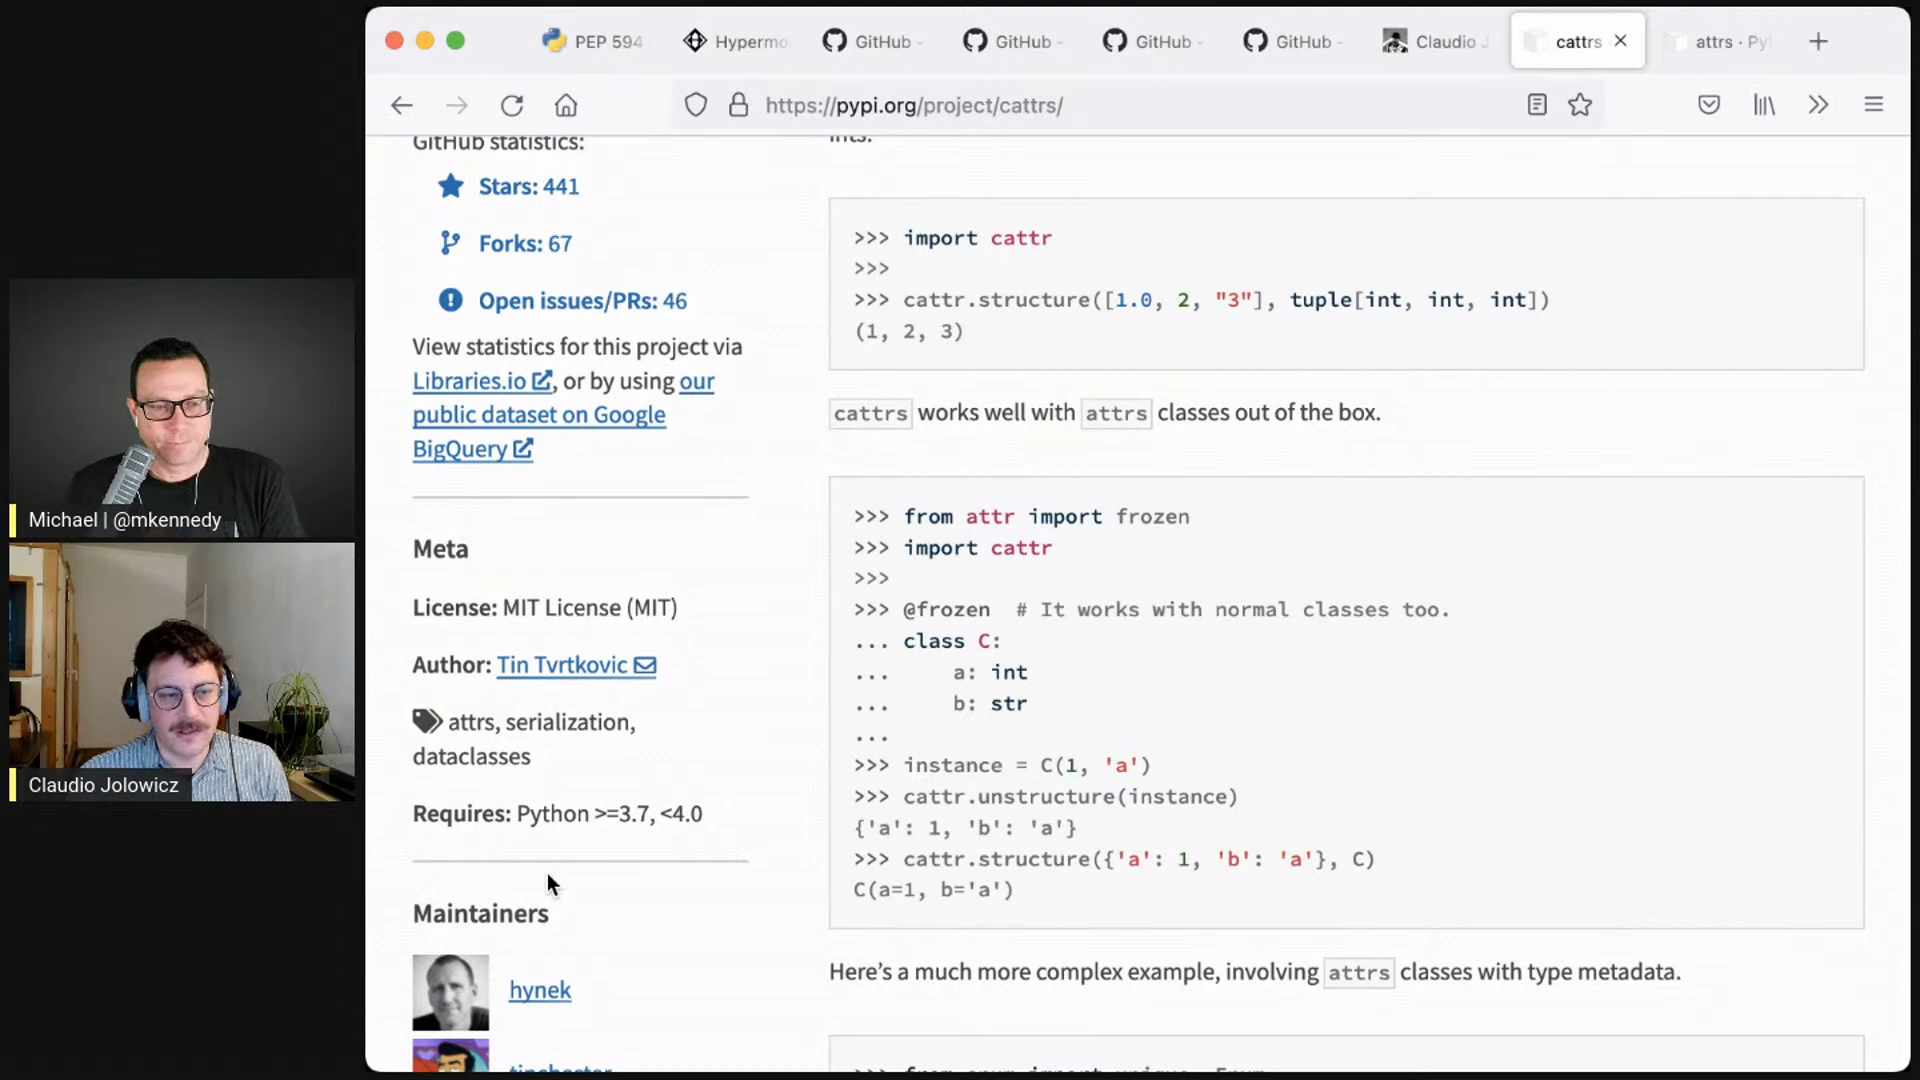 PEP 594
Hypermo
GitHub -
GitHub -
GitHub -
GitHub -
Claudio J
cattrs
attrs · Py
https://pypi.org/project/cattrs/
GitHub statistics:
Stars: 441
Forks: 67
Open issues/PRs: 46
View statistics for this project via
Libraries.io, or by using our
public dataset on Google
BigQuery
Meta
License: MIT License (MIT)
Author: Tin Tvrtkovic
attrs, serialization,
dataclasses
Requires: Python >=3.7, <4.0
Maintainers
hynek
ints.
>>> import cattr
>>>
>>> cattr.structure([1.0, 2, "3"], tuple[int, int, int])
(1, 2, 3)
cattrs works well with attrs classes out of the box.
>>> from attr import frozen
>>> import cattr
>>>
>>> @frozen  # It works with normal classes too.
... class C:
...     a: int
...     b: str
...
>>> instance = C(1, 'a')
>>> cattr.unstructure(instance)
{'a': 1, 'b': 'a'}
>>> cattr.structure({'a': 1, 'b': 'a'}, C)
C(a=1, b='a')
Here's a much more complex example, involving attrs classes with type metadata.
Michael | @mkennedy
Claudio Jolowicz